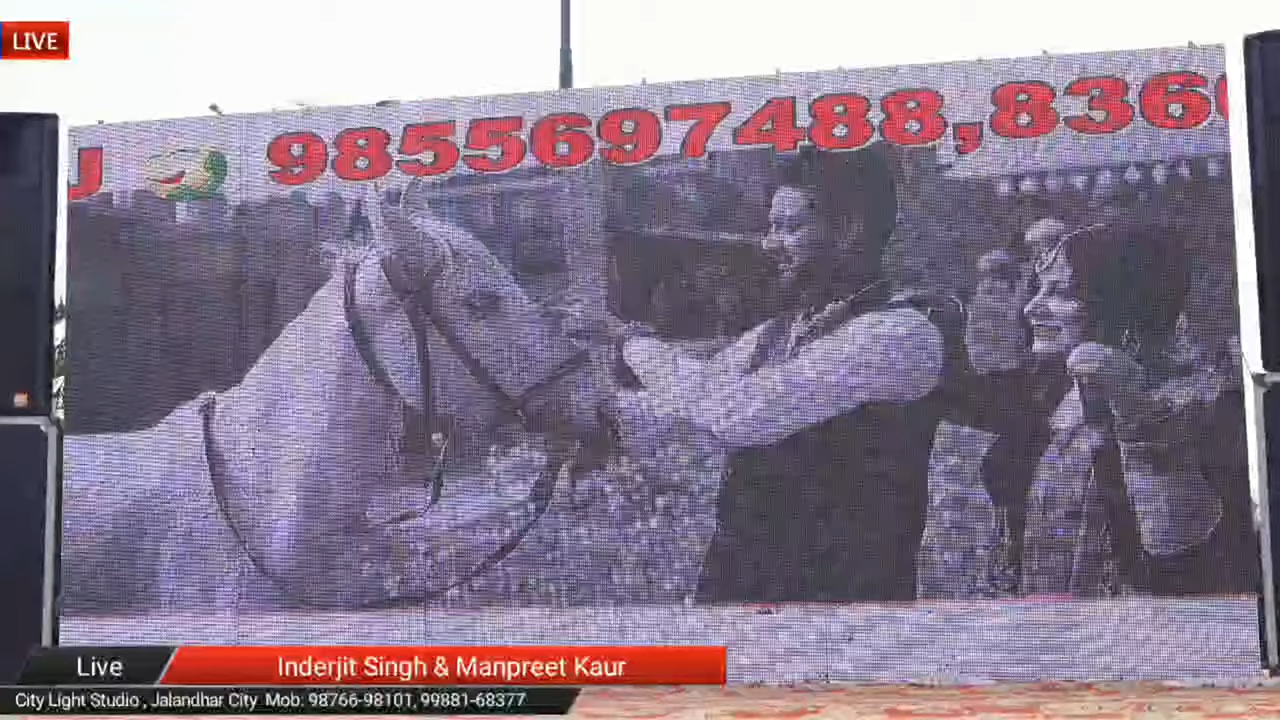 LIVE
J 9855697488,836
Live
Inderjit Singh & Manpreet Kaur
City Light Studio , Jalandhar City Mob: 98766-98101, 99881-68377